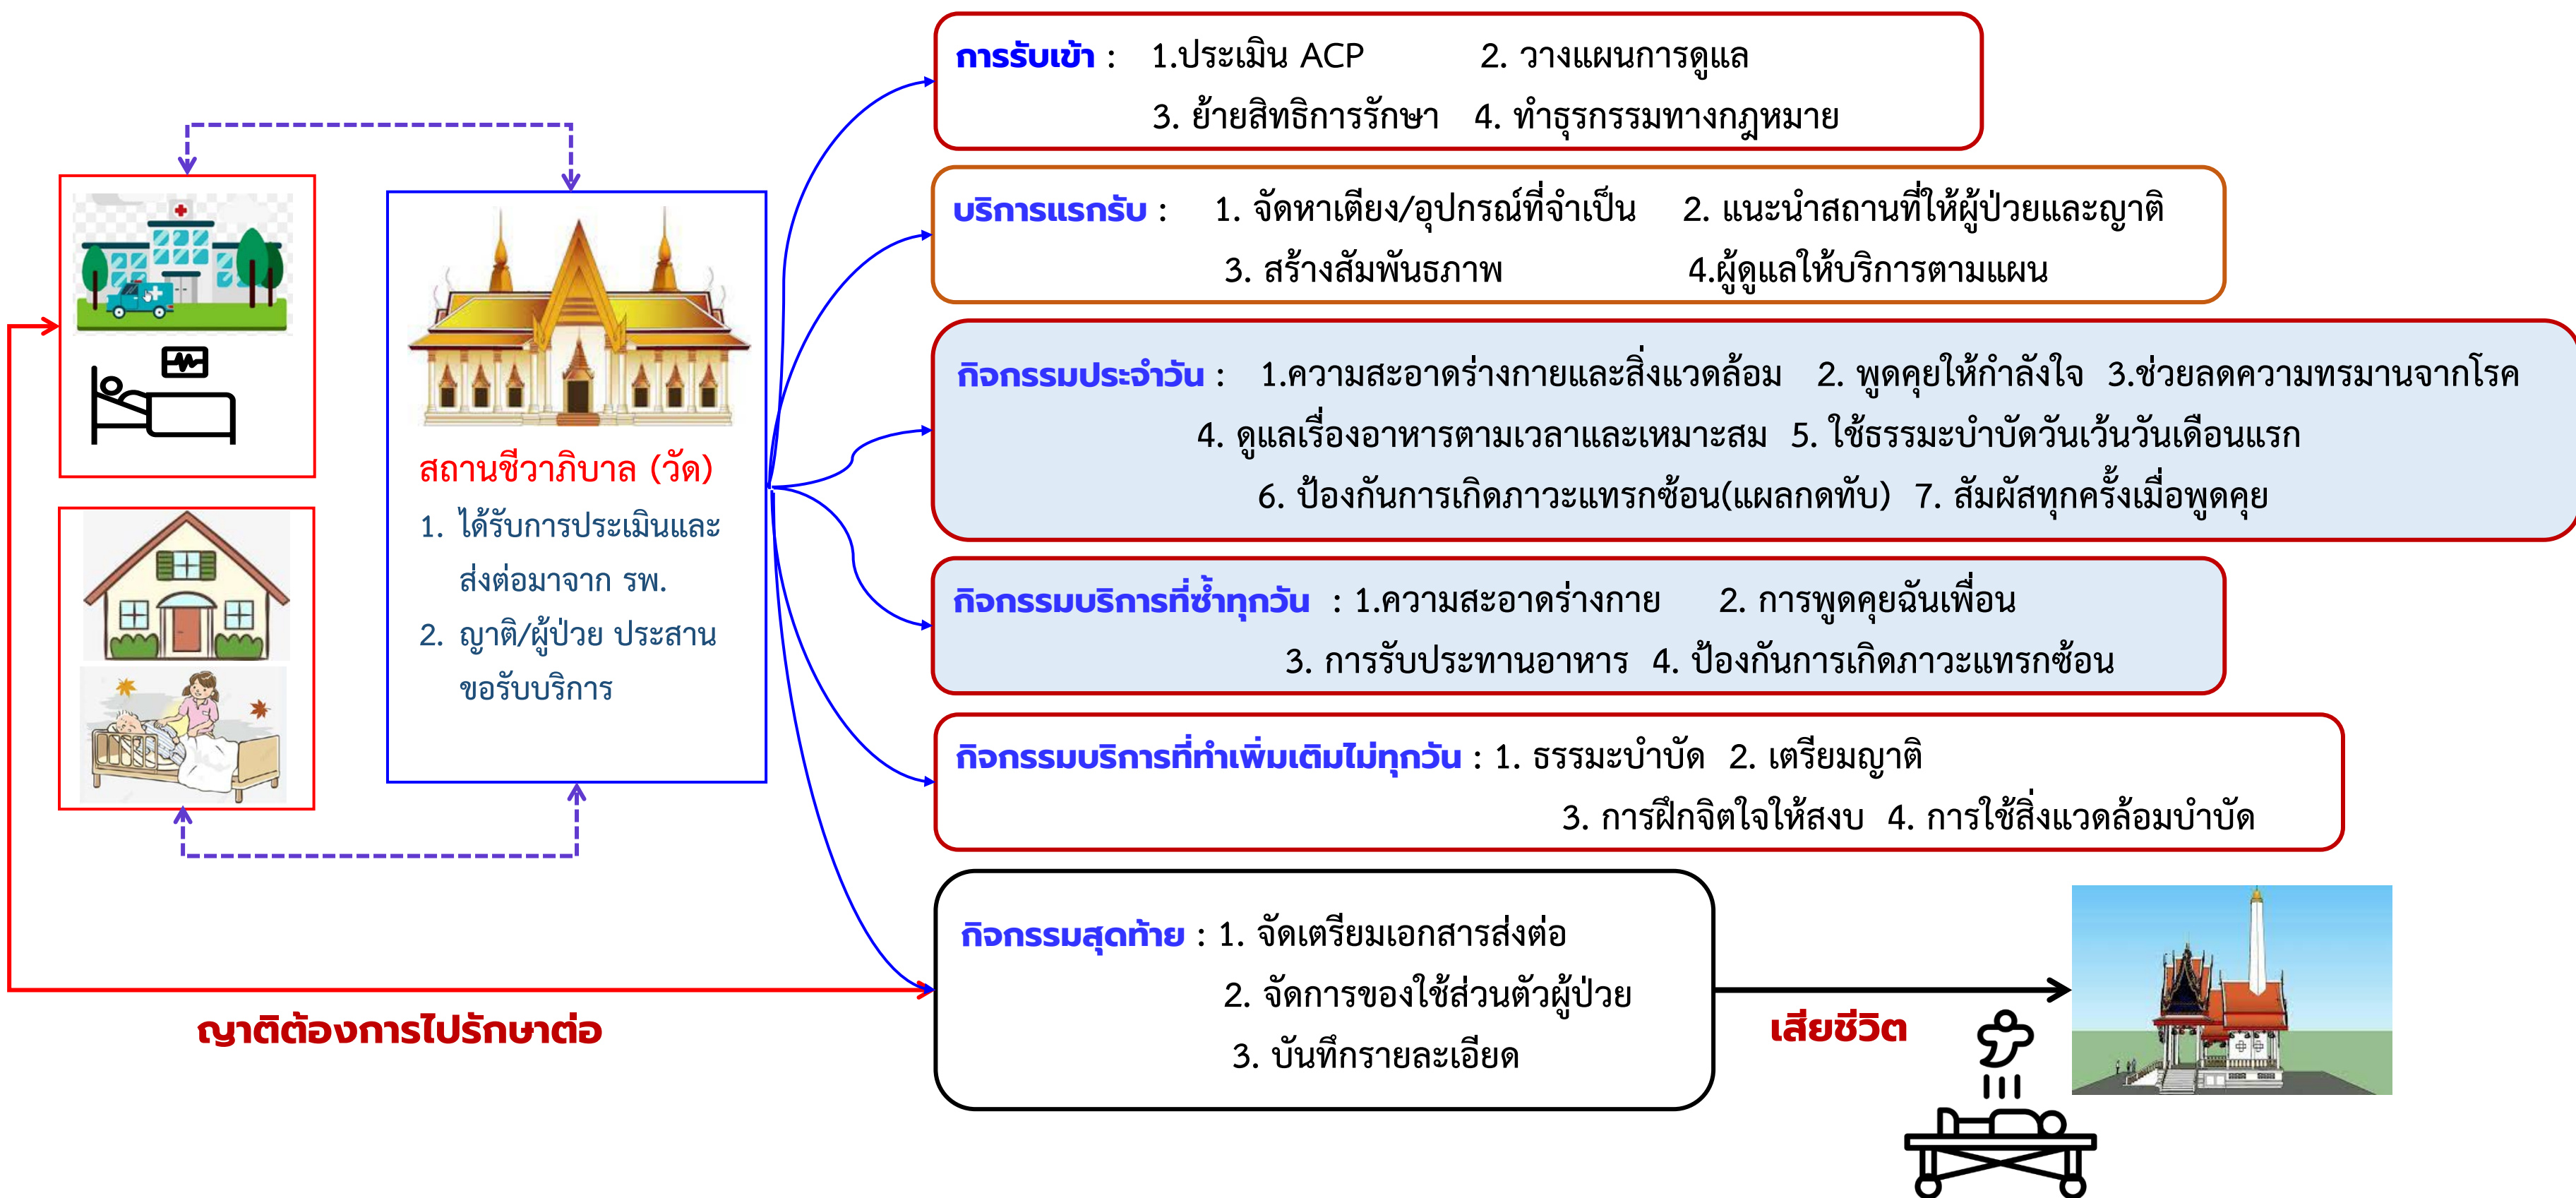 การรับเข้า : 1.ประเมิน ACP 2. วางแผนการดูแล
3. ย้ายสิทธิการรักษา 4. ทำธุรกรรมทางกฎหมาย
บริการแรกรับ : 1. จัดหาเตียง/อุปกรณ์ที่จำเป็น 2. แนะนำสถานที่ให้ผู้ป่วยและญาติ
3. สร้างสัมพันธภาพ 4.ผู้ดูแลให้บริการตามแผน
กิจกรรมประจำวัน : 1.ความสะอาดร่างกายและสิ่งแวดล้อม 2. พูดคุยให้กำลังใจ 3.ช่วยลดความทรมานจากโรค
4. ดูแลเรื่องอาหารตามเวลาและเหมาะสม 5. ใช้ธรรมะบำบัดวันเว้นวันเดือนแรก
6. ป้องกันการเกิดภาวะแทรกซ้อน(แผลกดทับ) 7. สัมผัสทุกครั้งเมื่อพูดคุย
สถานชีวาภิบาล (วัด)
1. ได้รับการประเมินและ
ส่งต่อมาจาก รพ.
2. ญาติ/ผู้ป่วย ประสาน
ขอรับบริการ
กิจกรรมบริการที่ซ้ำทุกวัน : 1.ความสะอาดร่างกาย 2. การพูดคุยฉันเพื่อน
3. การรับประทานอาหาร 4. ป้องกันการเกิดภาวะแทรกซ้อน
กิจกรรมบริการที่ทำเพิ่มเติมไม่ทุกวัน : 1. ธรรมะบำบัด 2. เตรียมญาติ
3. การฝึกจิตใจให้สงบ 4. การใช้สิ่งแวดล้อมบำบัด
กิจกรรมสุดท้าย : 1. จัดเตรียมเอกสารส่งต่อ
2. จัดการของใช้ส่วนตัวผู้ป่วย
3. บันทึกรายละเอียด
ญาติต้องการไปรักษาต่อ
เสียชีวิต